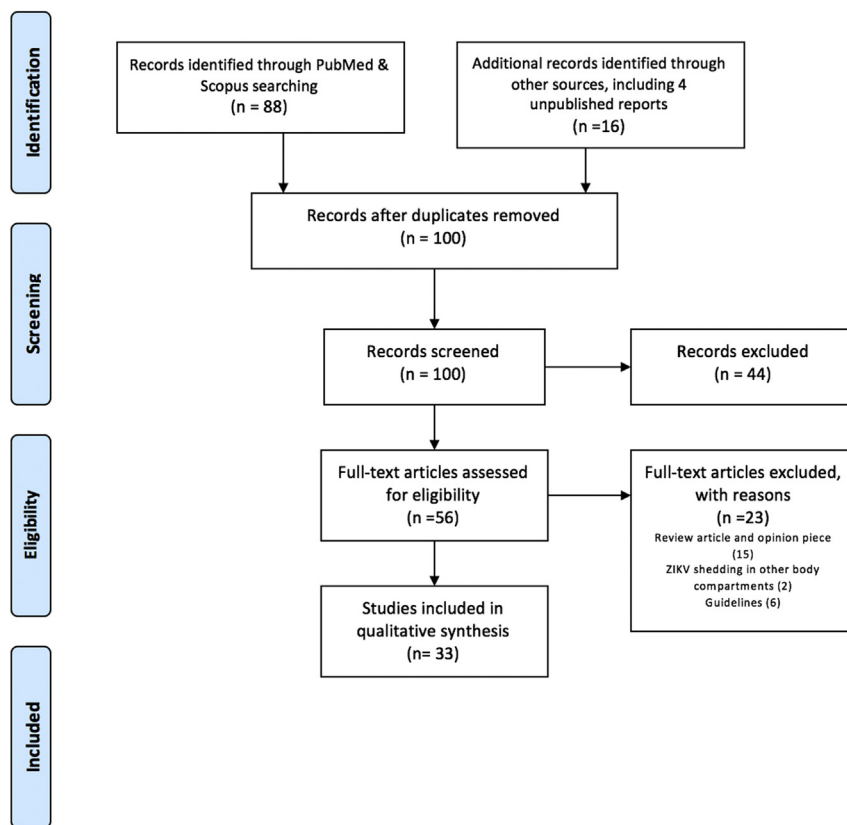 Identification
Records identified through PubMed &
Scopus searching
(n = 88)
Additional records identified through
other sources, including 4
unpublished reports
(n =16)
Records after duplicates removed
(n = 100)
Screening
Records screened
(n = 100)
Records excluded
(n = 44)
Eligibility
Full-text articles assessed
for eligibility
(n =56)
Full-text articles excluded,
with reasons
(n =23)
Review article and opinion piece
(15)
ZIKV shedding in other body
compartments (2)
Guidelines (6)
Studies included in
qualitative synthesis
(n= 33)
Included